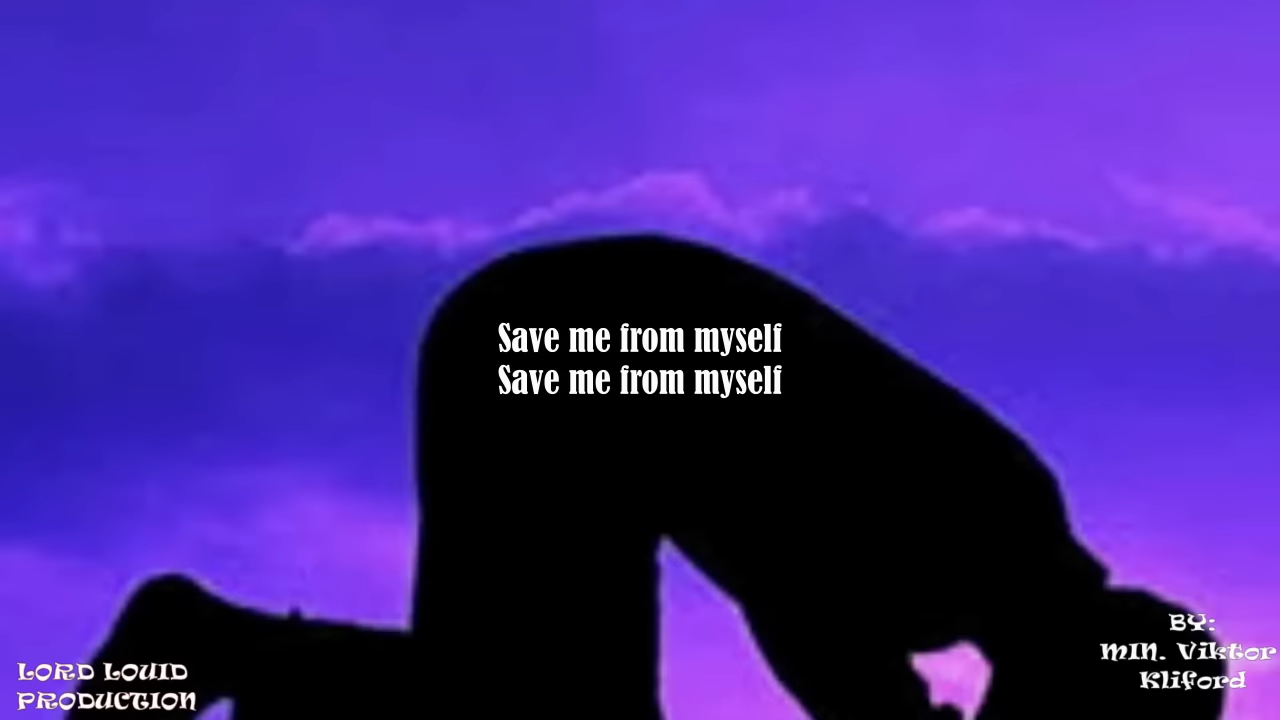 Save me from myself
Save me from myself
LORD LOUID
PRODUCTION
BY:
MIN. Viktor
Kliford